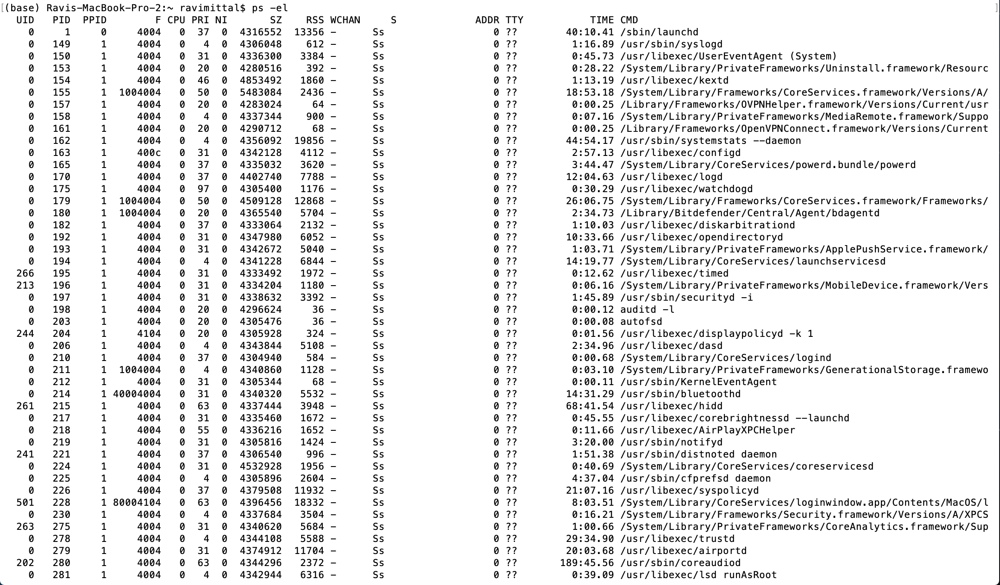 [(base) Ravis-MacBook-Pro-2:~ ravimittal$ ps -el ]
UID PID PPID F CPU PRI NI SZ RSS WCHAN S ADDR TTY TIME CMD
0 1 0 4004 0 37 0 4316552 13356 - Ss 0 ?? 40:10.41 /sbin/launchd
0 149 1 4004 0 4 0 4306048 612 - Ss 0 ?? 1:16.89 /usr/sbin/syslogd
0 150 1 4004 0 31 0 4336300 3384 - Ss 0 ?? 0:45.73 /usr/libexec/UserEventAgent (System)
0 153 1 4004 0 20 0 4280516 392 - Ss 0 ?? 0:28.22 /System/Library/PrivateFrameworks/Uninstall.framework/Resourc
0 154 1 4004 0 46 0 4853492 1860 - Ss 0 ?? 1:13.19 /usr/libexec/kextd
0 155 1 1004004 0 50 0 5483084 2436 - Ss 0 ?? 18:53.18 /System/Library/Frameworks/CoreServices.framework/Versions/A/
0 157 1 4004 0 20 0 4283024 64 - Ss 0 ?? 0:00.25 /Library/Frameworks/OVPNHelper.framework/Versions/Current/usr
0 158 1 4004 0 4 0 4337344 900 - Ss 0 ?? 0:07.16 /System/Library/PrivateFrameworks/MediaRemote.framework/Suppo
0 161 1 4004 0 20 0 4290712 68 - Ss 0 ?? 0:00.25 /Library/Frameworks/OpenVPNConnect.framework/Versions/Current
0 162 1 4004 0 4 0 4356092 19856 - Ss 0 ?? 44:54.17 /usr/sbin/systemstats --daemon
0 163 1 400c 0 31 0 4342128 4112 - Ss 0 ?? 2:57.13 /usr/libexec/configd
0 165 1 4004 0 37 0 4335032 3620 - Ss 0 ?? 3:44.47 /System/Library/CoreServices/powerd.bundle/powerd
0 170 1 4004 0 37 0 4402740 7788 - Ss 0 ?? 12:04.63 /usr/libexec/logd
0 175 1 4004 0 97 0 4305400 1176 - Ss 0 ?? 0:30.29 /usr/libexec/watchdogd
0 179 1 1004004 0 50 0 4509128 12868 - Ss 0 ?? 26:06.75 /System/Library/Frameworks/CoreServices.framework/Frameworks/
0 180 1 1004004 0 20 0 4365540 5704 - Ss 0 ?? 2:34.73 /Library/Bitdefender/Central/Agent/bdagentd
0 182 1 4004 0 37 0 4333064 2132 - Ss 0 ?? 1:10.03 /usr/libexec/diskarbitrationd
0 192 1 4004 0 31 0 4347980 6052 - Ss 0 ?? 10:33.66 /usr/libexec/opendirectoryd
0 193 1 4004 0 31 0 4342672 5040 - Ss 0 ?? 1:03.71 /System/Library/PrivateFrameworks/ApplePushService.framework/
0 194 1 4004 0 4 0 4341228 6844 - Ss 0 ?? 14:19.77 /System/Library/CoreServices/launchservicesd
266 195 1 4004 0 31 0 4333492 1972 - Ss 0 ?? 0:12.62 /usr/libexec/timed
213 196 1 4004 0 31 0 4334204 1180 - Ss 0 ?? 0:06.16 /System/Library/PrivateFrameworks/MobileDevice.framework/Vers
0 197 1 4004 0 31 0 4338632 3392 - Ss 0 ?? 1:45.89 /usr/sbin/securityd -i
0 198 1 4004 0 20 0 4296624 36 - Ss 0 ?? 0:00.12 auditd -l
0 203 1 4004 0 20 0 4305476 36 - Ss 0 ?? 0:00.08 autofsd
244 204 1 4104 0 20 0 4305928 324 - Ss 0 ?? 0:01.56 /usr/libexec/displaypolicyd -k 1
0 206 1 4004 0 4 0 4343844 5108 - Ss 0 ?? 2:34.96 /usr/libexec/dasd
0 210 1 4004 0 37 0 4304940 584 - Ss 0 ?? 0:00.68 /System/Library/CoreServices/logind
0 211 1 1004004 0 4 0 4340860 1128 - Ss 0 ?? 0:03.10 /System/Library/PrivateFrameworks/GenerationalStorage.framewo
0 212 1 4004 0 31 0 4305344 68 - Ss 0 ?? 0:00.11 /usr/sbin/KernelEventAgent
0 214 1 40004004 0 31 0 4340320 5532 - Ss 0 ?? 14:31.29 /usr/sbin/bluetoothd
261 215 1 4004 0 63 0 4337444 3948 - Ss 0 ?? 68:41.54 /usr/libexec/hidd
0 217 1 4004 0 31 0 4335460 1672 - Ss 0 ?? 0:45.55 /usr/libexec/corebrightnessd --launchd
0 218 1 4004 0 55 0 4336216 1652 - Ss 0 ?? 0:11.66 /usr/libexec/AirPlayXPCHelper
0 219 1 4004 0 31 0 4305816 1424 - Ss 0 ?? 3:20.00 /usr/sbin/notifyd
241 221 1 4004 0 37 0 4306540 996 - Ss 0 ?? 1:51.38 /usr/sbin/distnoted daemon
0 224 1 4004 0 31 0 4532928 1956 - Ss 0 ?? 0:40.69 /System/Library/CoreServices/coreservicesd
0 225 1 4004 0 4 0 4305896 2604 - Ss 0 ?? 4:37.04 /usr/sbin/cfprefsd daemon
0 226 1 4004 0 37 0 4379508 11932 - Ss 0 ?? 21:07.16 /usr/libexec/syspolicyd
501 228 1 80004104 0 63 0 4396456 18332 - Ss 0 ?? 8:03.51 /System/Library/CoreServices/loginwindow.app/Contents/MacOS/l
0 230 1 4004 0 4 0 4337684 3504 - Ss 0 ?? 0:16.21 /System/Library/Frameworks/Security.framework/Versions/A/XPCS
263 275 1 4004 0 31 0 4340620 5684 - Ss 0 ?? 1:00.66 /System/Library/PrivateFrameworks/CoreAnalytics.framework/Sup
0 278 1 4004 0 4 0 4344108 5588 - Ss 0 ?? 29:34.90 /usr/libexec/trustd
0 279 1 4004 0 31 0 4374912 11704 - Ss 0 ?? 20:03.68 /usr/libexec/airportd
202 280 1 4004 0 63 0 4344296 2372 - Ss 0 ?? 189:45.56 /usr/sbin/coreaudiod
0 281 1 4004 0 4 0 4342944 6316 - Ss 0 ?? 0:39.09 /usr/libexec/lsd runAsRoot